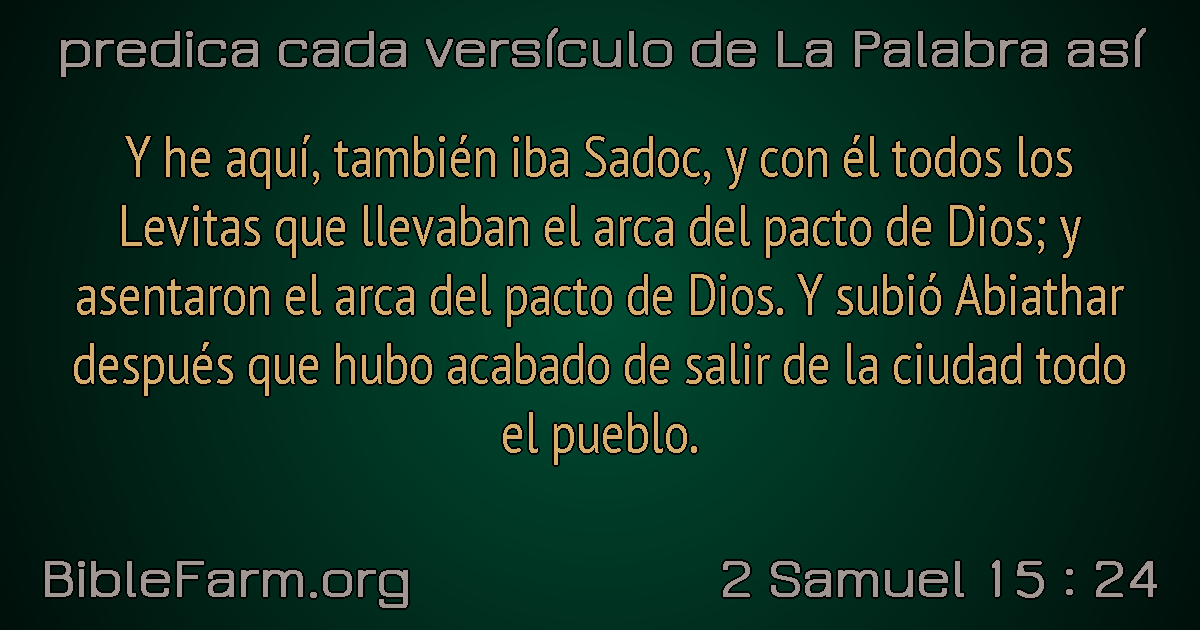 predica cada versículo de La Palabra así
Y he aquí, también iba Sadoc, y con él todos los
Levitas que llevaban el arca del pacto de Dios; y
asentaron el arca del pacto de Dios. Y subió Abiathar
después que hubo acabado de salir de la ciudad todo
el pueblo.
BibleFarm.org
2 Samuel 15 : 24